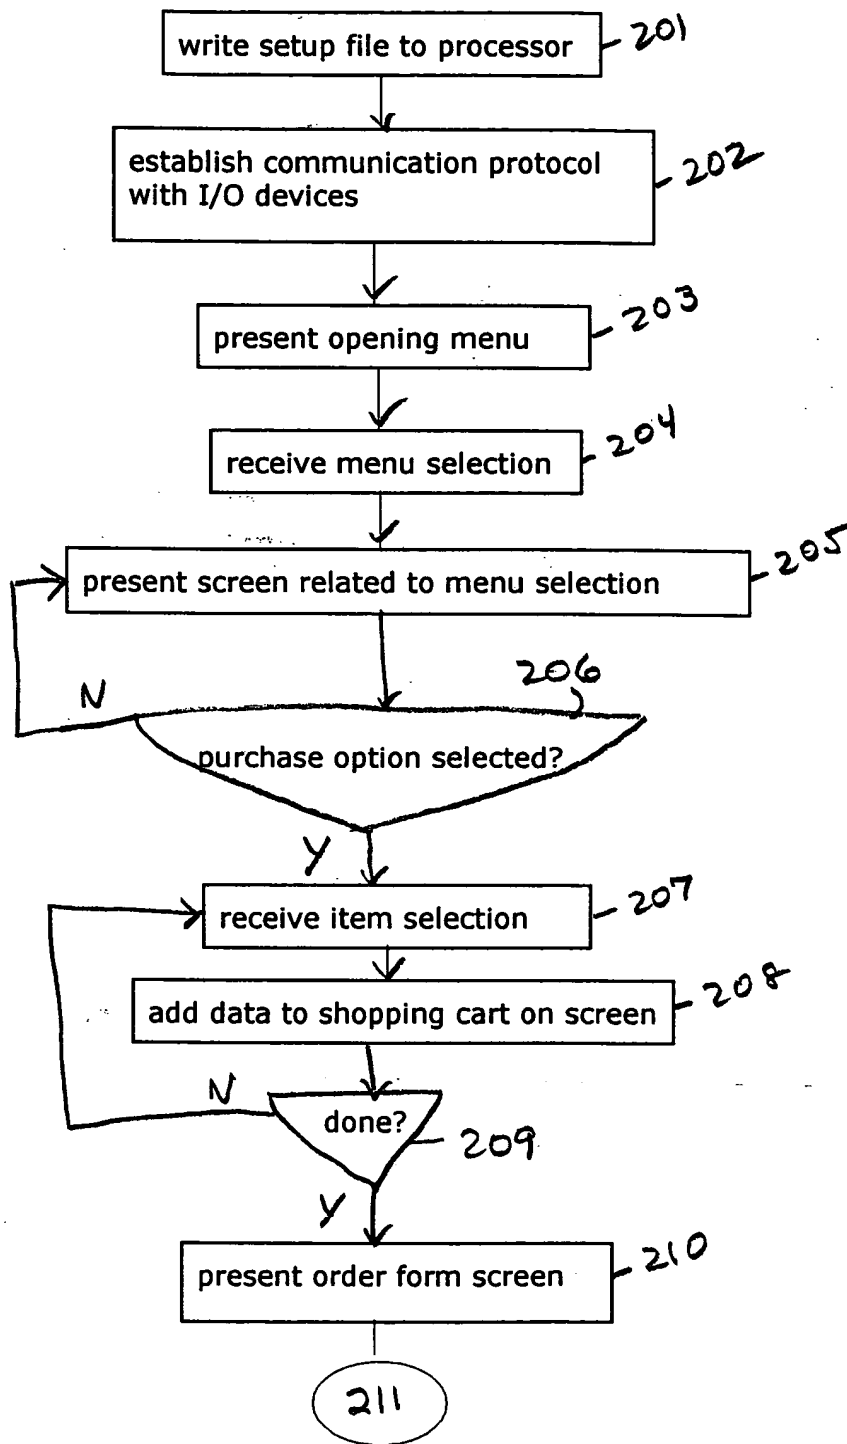 write setup file to processor
201
establish communication protocol
with I/O devices
202
present opening menu
203
receive menu selection
204
present screen related to menu selection
205
206
N
purchase option selected?
Y
receive item selection
207
add data to shopping cart on screen
208
N
done?
209
Y
present order form screen
210
211